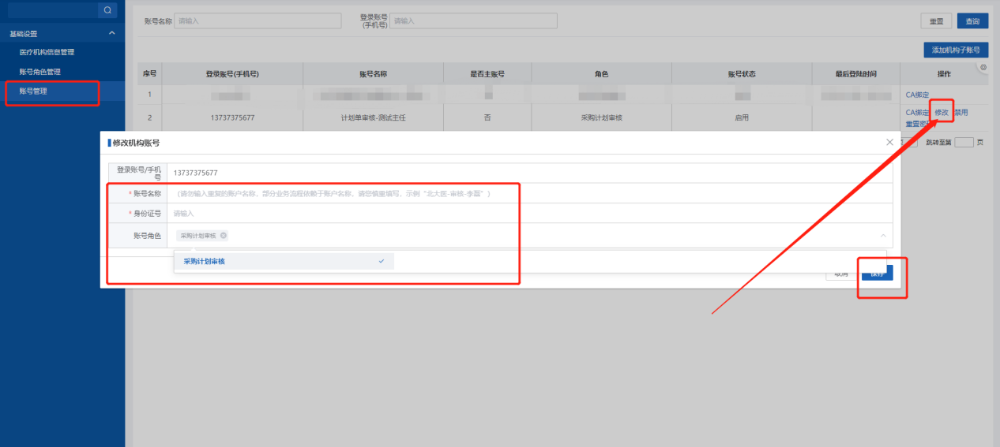 账号名称 请输入
登录账号(手机号) 请输入
重置 查询
基础设置
医疗机构信息管理
账号角色管理
账号管理
添加机构子账号
序号 登录账号(手机号) 账号名称 是否主账号 角色 账号状态 最后登陆时间 操作
1 CA绑定
2 13737375677 计划单审核-测试主任 否 采购计划审核 启用 CA绑定 修改 禁用
重置密
跳转至第 页
修改机构账号
登录账号/手机号 13737375677
* 账号名称 (请勿输入重复的账户名称、部分业务流程依赖于账户名称、请您慎重填写，示例“北大医-审核-李磊”)
* 身份证号 请输入
账号角色 采购计划审核
采购计划审核
取消 保存